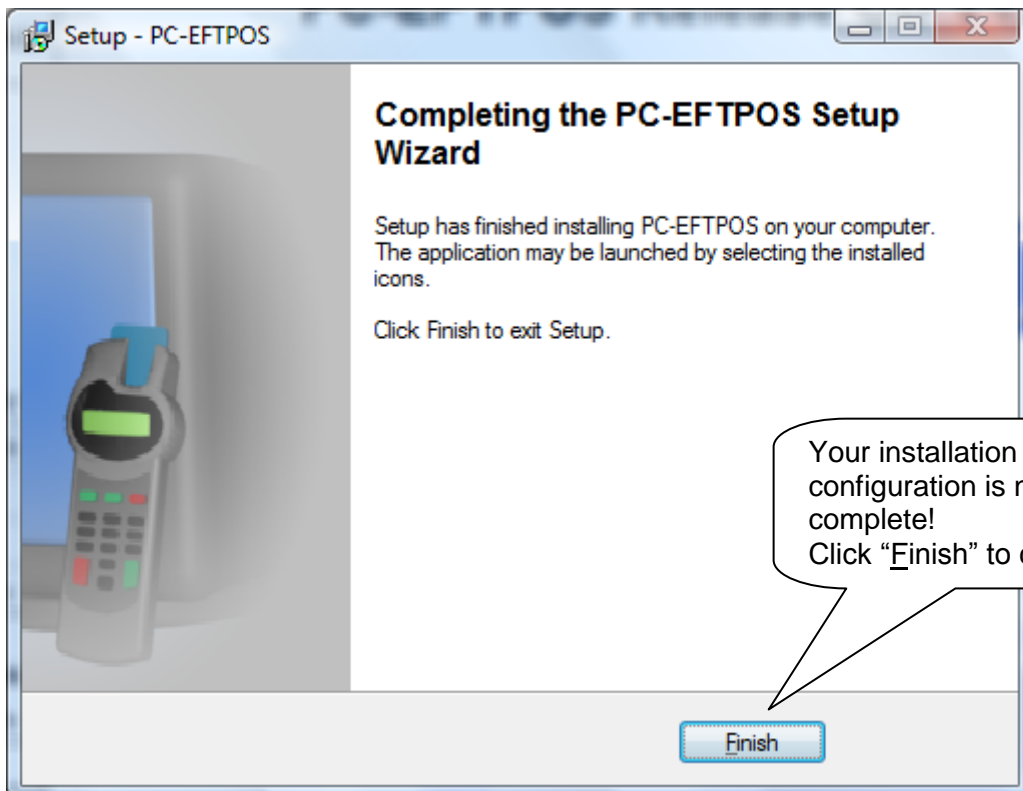 Setup - PC-EFTPOS
Completing the PC-EFTPOS Setup
Wizard
Setup has finished installing PC-EFTPOS on your computer.
The application may be launched by selecting the installed
icons.
Click Finish to exit Setup.
Your installation
configuration is
complete!
Click “Finish” to
Finish